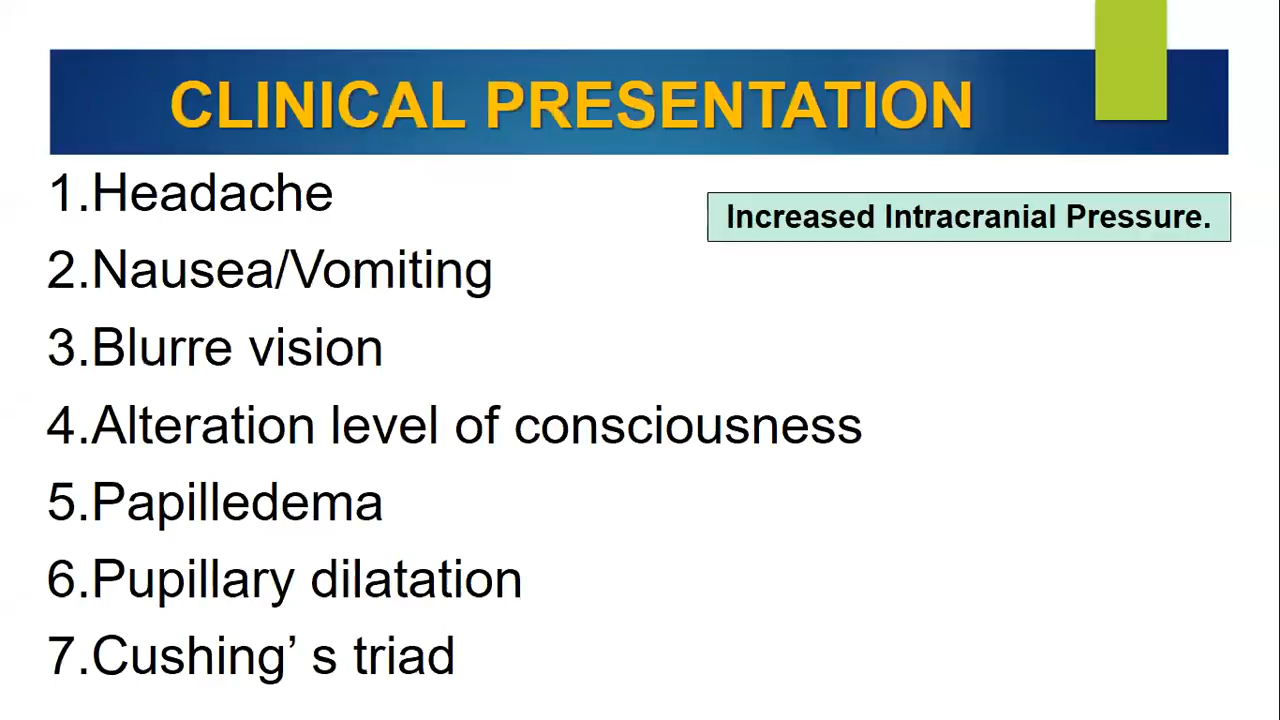 CLINICAL PRESENTATION
1.Headache
Increased Intracranial Pressure.
2.Nausea/Vomiting
3.Blurre vision
4.Alteration level of consciousness
5.Papilledema
6.Pupillary dilatation
7.Cushing’ s triad